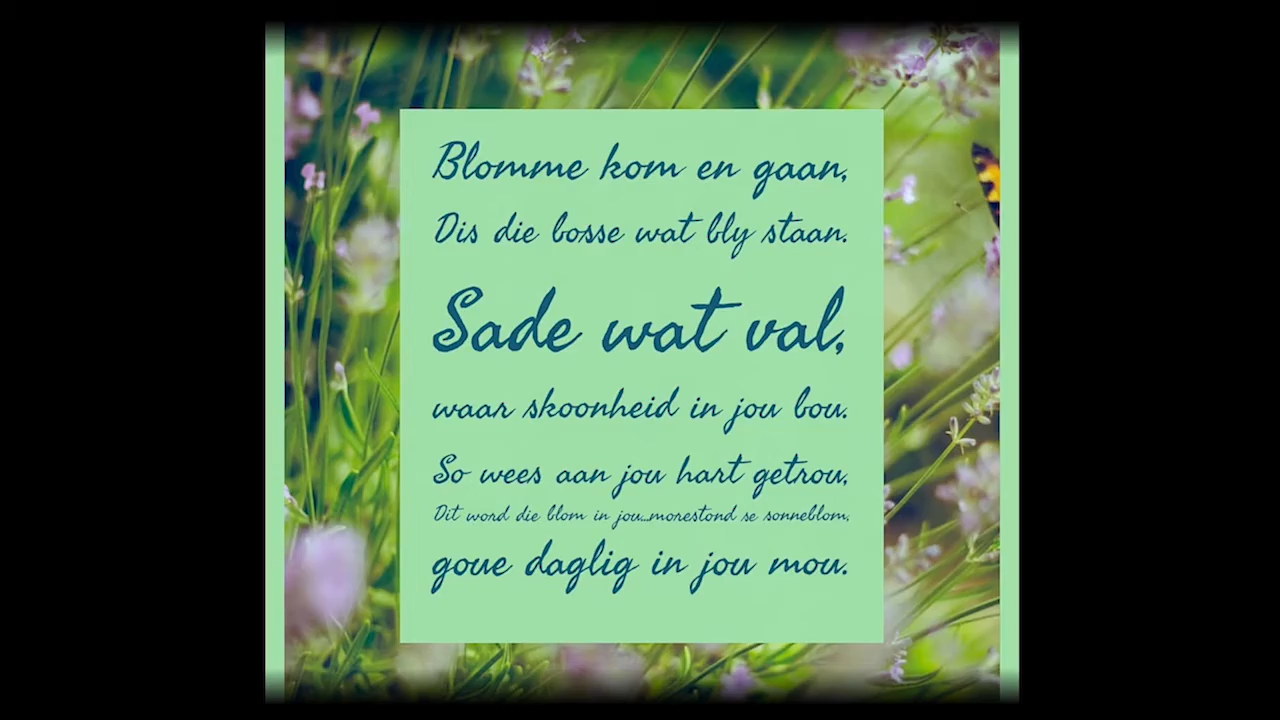 Blomme kom en gaan,
Dis die bosse wat bly staan.
Sade wat val,
waar skoonheid in jou bou.
So wees aan jou hart getrou,
Dit word die blom in jou...morestond se sonneblom,
goue daglig in jou mou.